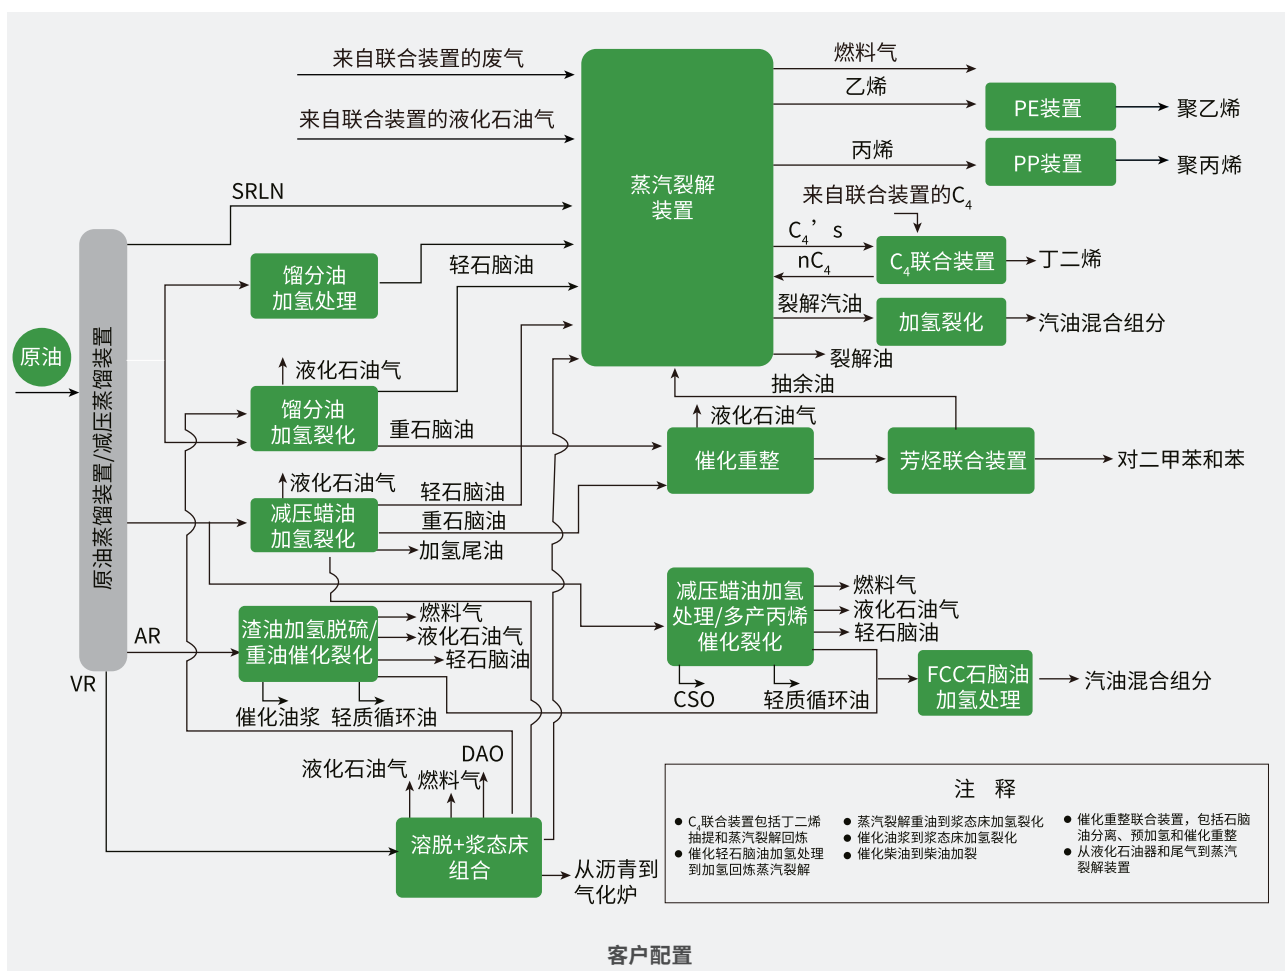 来自联合装置的废气
燃料气
乙烯
PE装置
聚乙烯
来自联合装置的液化石油气
丙烯
PP装置
聚丙烯
蒸汽裂解
装置
SRLN
来自联合装置的C4
C4’s
nC4
C4联合装置
丁二烯
馏分油
加氢处理
轻石脑油
裂解汽油
加氢裂化
汽油混合组分
裂解油
原油
原油蒸馏装置/减压蒸馏装置
液化石油气
抽余油
馏分油
加氢裂化
重石脑油
液化石油气
催化重整
芳烃联合装置
对二甲苯和苯
液化石油气
减压蜡油
加氢裂化
轻石脑油
重石脑油
加氢尾油
减压蜡油加氢
处理/多产丙烯
催化裂化
燃料气
液化石油气
轻石脑油
AR
渣油加氢脱硫/
重油催化裂化
燃料气
液化石油气
轻石脑油
VR
催化油浆
轻质循环油
CSO
轻质循环油
FCC石脑油
加氢处理
汽油混合组分
液化石油气
燃料气
DAO
溶脱+浆态床
组合
从沥青到
气化炉
注 释
● C4联合装置包括丁二烯
抽提和蒸汽裂解回炼
● 催化轻石脑油加氢处理
到加氢回炼蒸汽裂解
● 蒸汽裂解重油到浆态床加氢裂化
● 催化油浆到浆态床加氢裂化
● 催化柴油到柴油加裂
● 催化重整联合装置，包括石脑
油分离、预加氢和催化重整
● 从液化石油器和尾气到蒸汽
裂解装置
客户配置